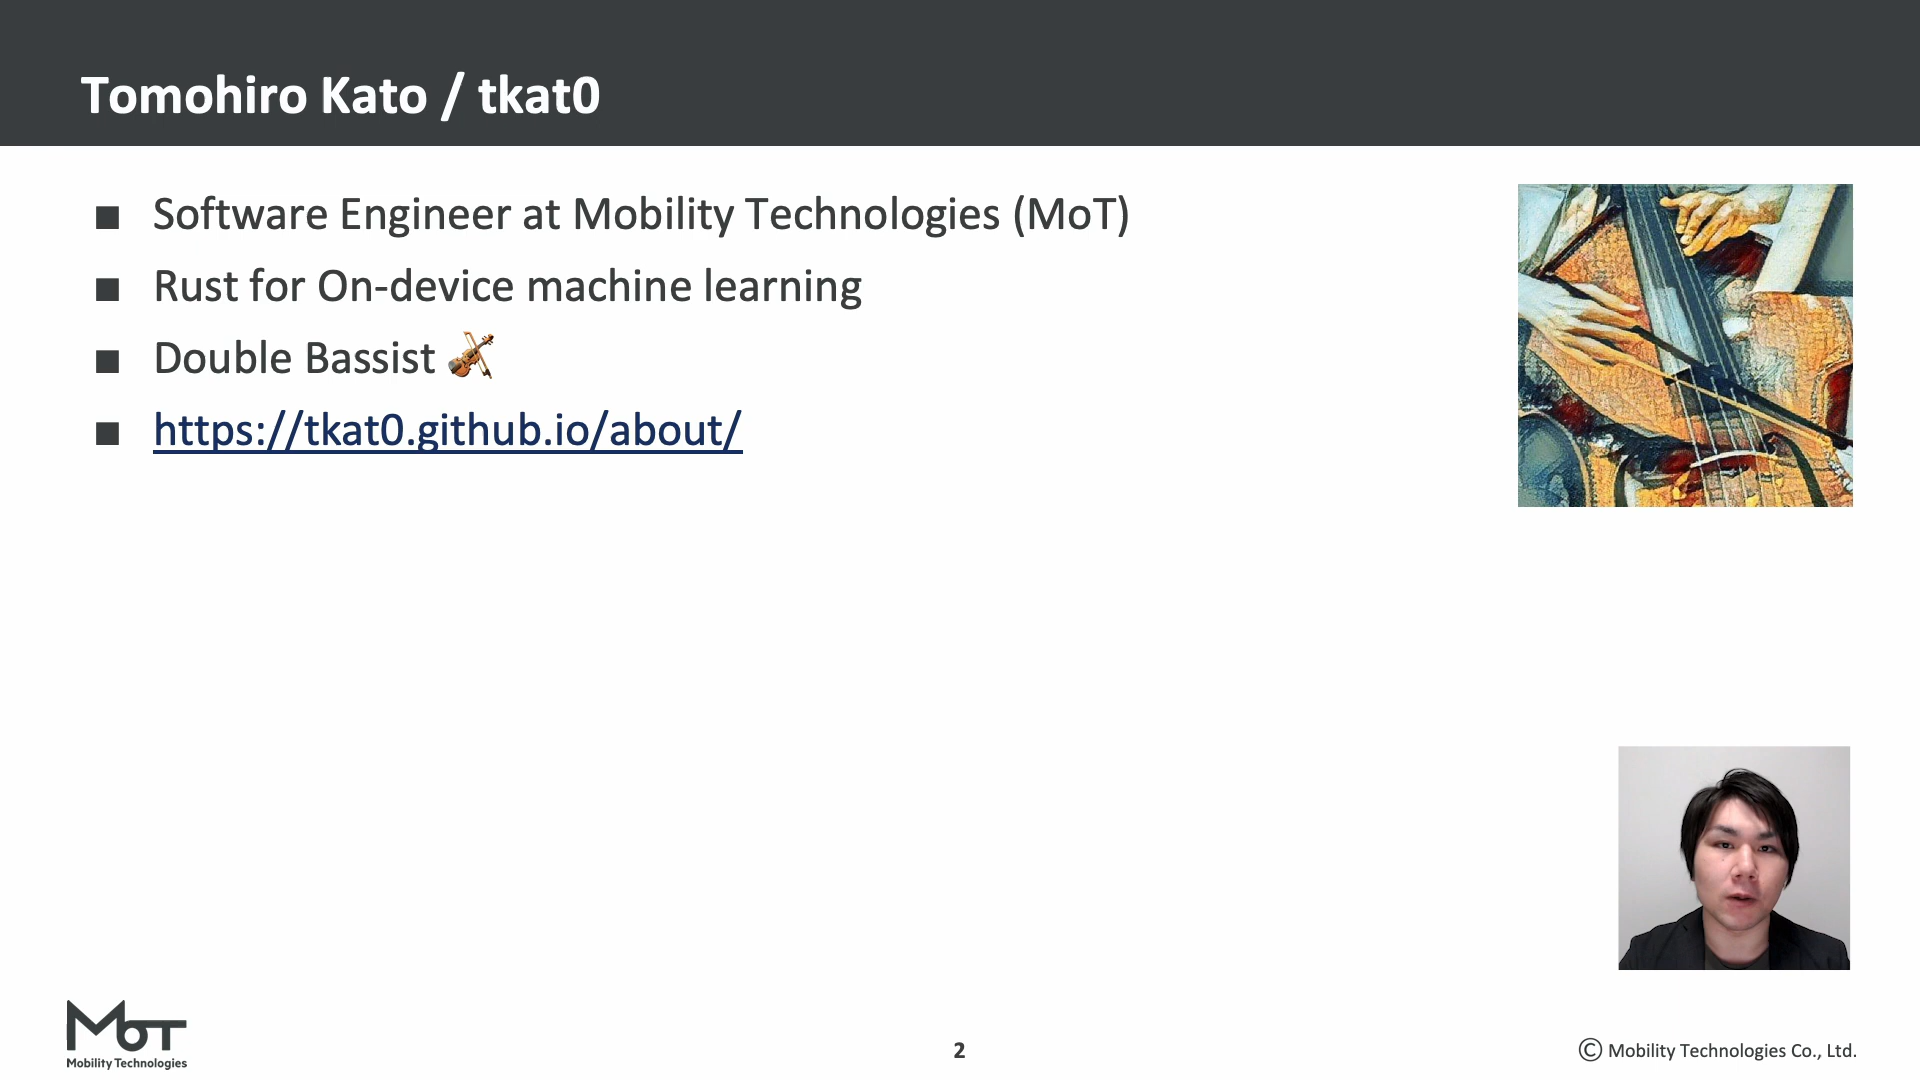 Tomohiro Kato / tkat0
■ Software Engineer at Mobility Technologies (MoT)
■ Rust for On-device machine learning
■ Double Bassist 🎻
■ https://tkat0.github.io/about/
MoT
Mobility Technologies
2
© Mobility Technologies Co., Ltd.